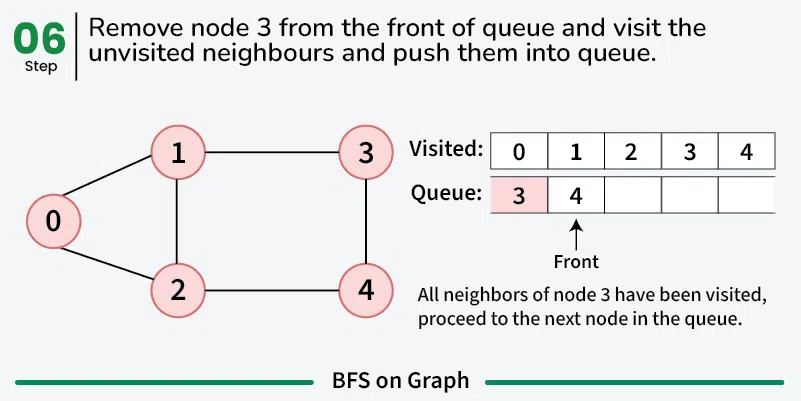 06
Step
Remove node 3 from the front of queue and visit the
unvisited neighbours and push them into queue.
1
3
0
2
4
Visited: 0 1 2 3 4
Queue: 3 4
Front
All neighbors of node 3 have been visited,
proceed to the next node in the queue.
BFS on Graph